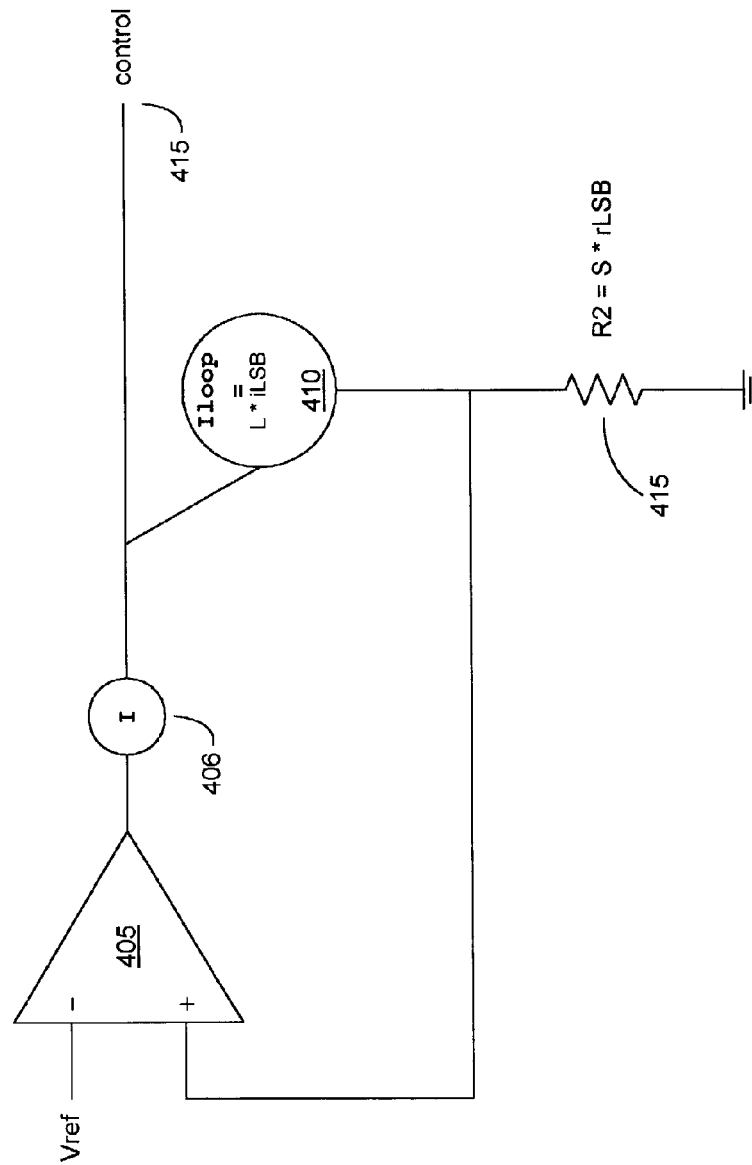 control
415
I
406
Iloop
=
L * iLSB
410
Vref
-
+
405
R2 = S * rLSB
415